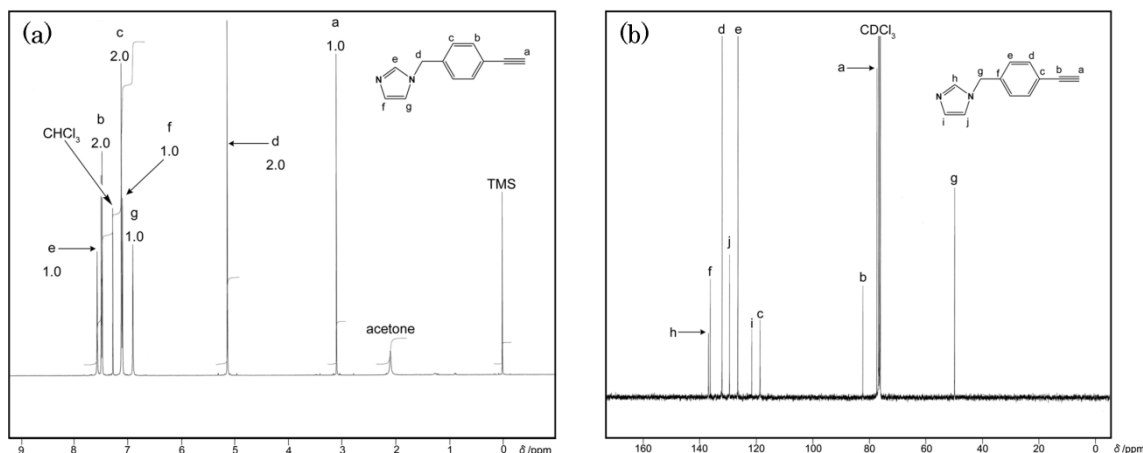 (a)
a
1.0
c
2.0
b
2.0
CHCl3
f
1.0
g
1.0
e
1.0
d
2.0
acetone
TMS
c
b
a
d
e
N
N
f
g
9 8 7 6 5 4 3 2 1 0 δ /ppm
(b)
d e
CDCl3
a
g
j
f
h
i
c
b
e
d
a
g
b
h
f
c
N
N
i
j
160 140 120 100 80 60 40 20 0 δ /ppm